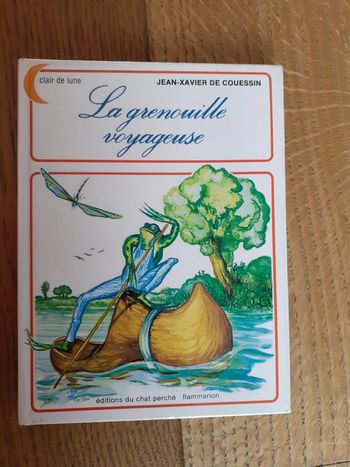 clair de lune
JEAN-XAVIER DE COUESSIN
La grenouille
voyageuse
éditions du chat perché flammarion